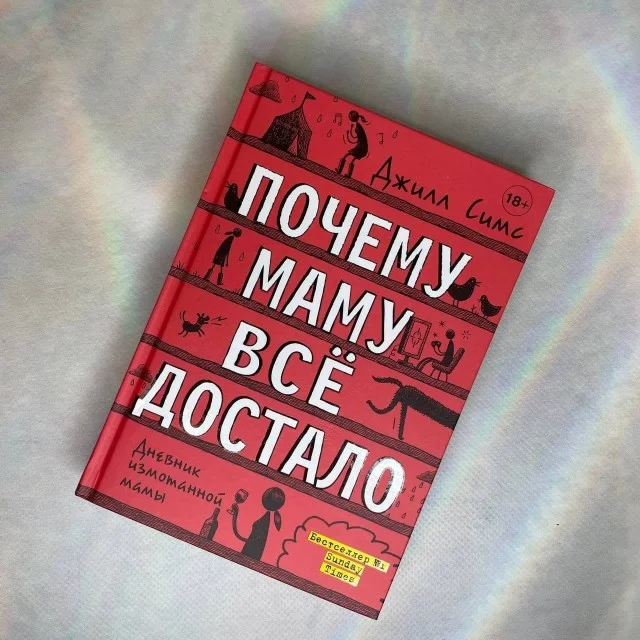 Джилл Симс
18+
ПОЧЕМУ
МАМУ
ВСЁ
ДОСТАЛО
Дневник
измотанной
мамы
Бестселлер №1
Sunday
Times